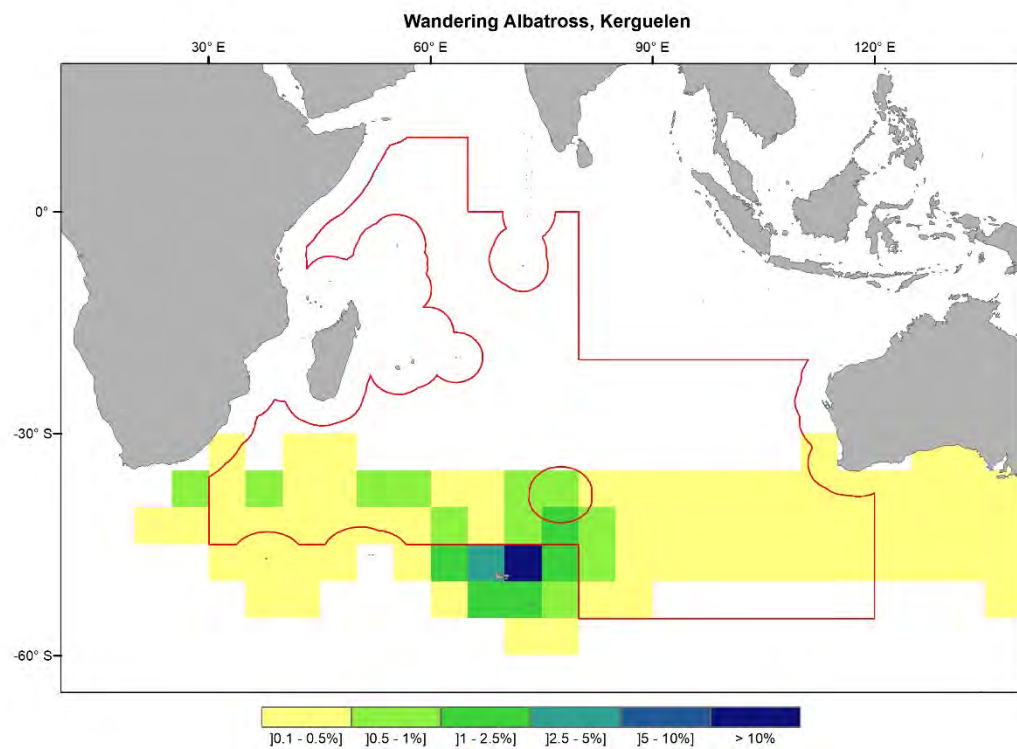 Wandering Albatross, Kerguelen
30° E 60° E 90° E 120° E
0°
-30° S
-60° S
]0.1 - 0.5%] ]0.5 - 1%] ]1 - 2.5%] ]2.5 - 5%] ]5 - 10%] > 10%